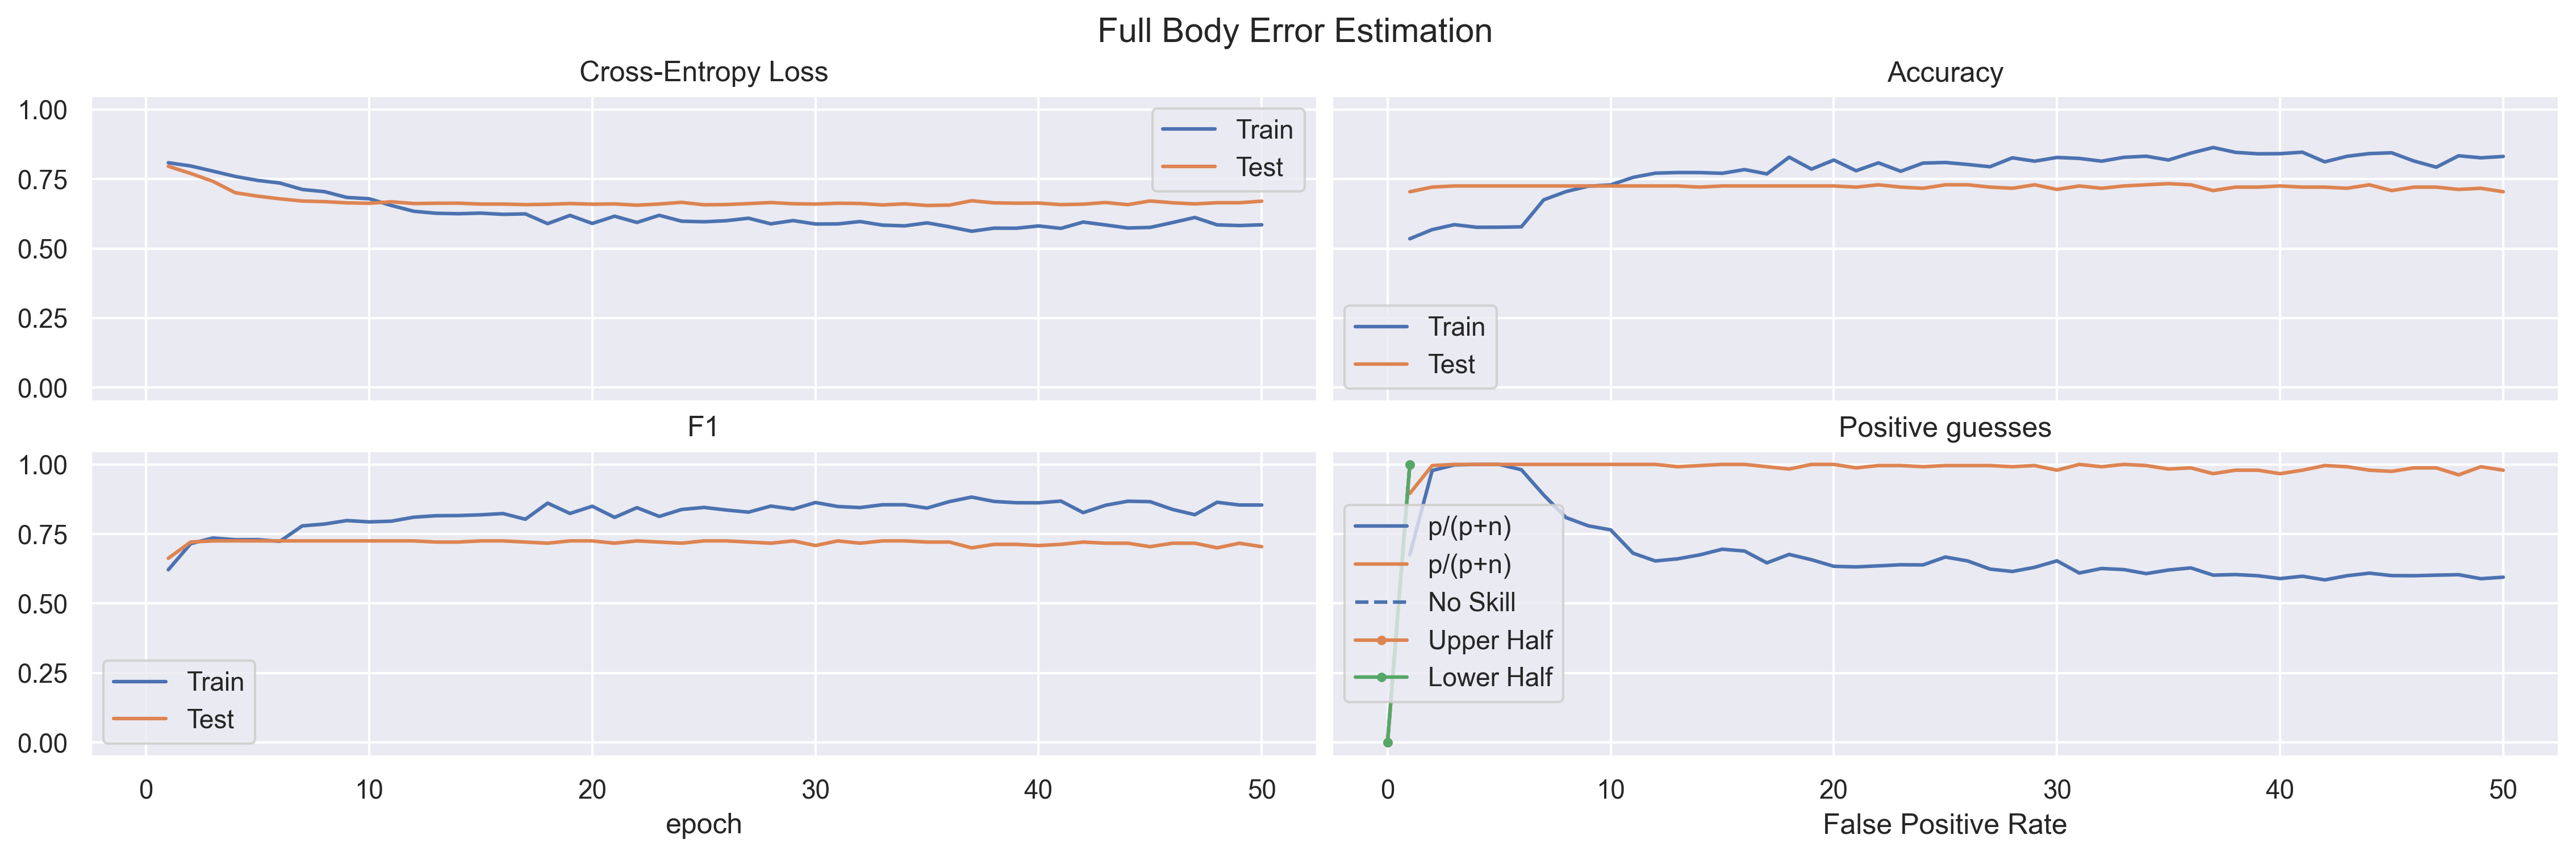 Full Body Error Estimation
Cross-Entropy Loss
1.00
0.75
0.50
0.25
0.00
Train
Test
Accuracy
Train
Test
F1
1.00
0.75
0.50
0.25
0.00
Train
Test
0
10
20
30
40
50
epoch
Positive guesses
p/(p+n)
p/(p+n)
No Skill
Upper Half
Lower Half
0
10
20
30
40
50
False Positive Rate